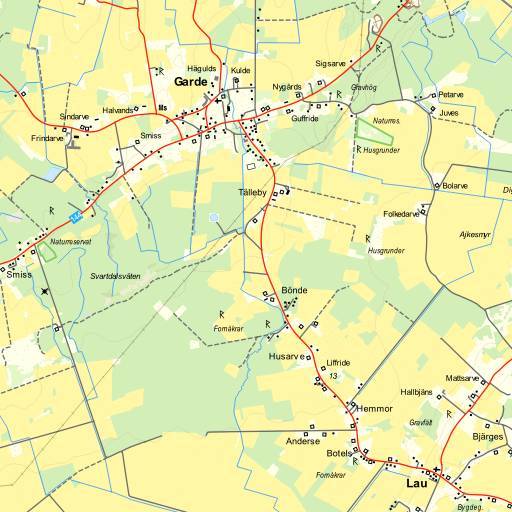 Sigsarve
Hägulds
Kulde
Garde
Nygårds
Gravhög
Petarve
Halvands
Ms
Sindarve
Juves
Guffride
Naturres.
Smiss
Frindarve
R
Husgrunder
Bolarve
Tälleby
Folkedarve
R
144
Ajkesmyr
R
Naturreservat
Husgrunder
Smiss
Svartdalsväten
Bönde
R
R
Fornåkrar
Husarve
Liffride
13
Mattsarve
Hallbjäns
Hemmor
R
Gravfält
Bjärges
Anderse
Botels
R
Fornåkrar
Lau
Bygdeg.